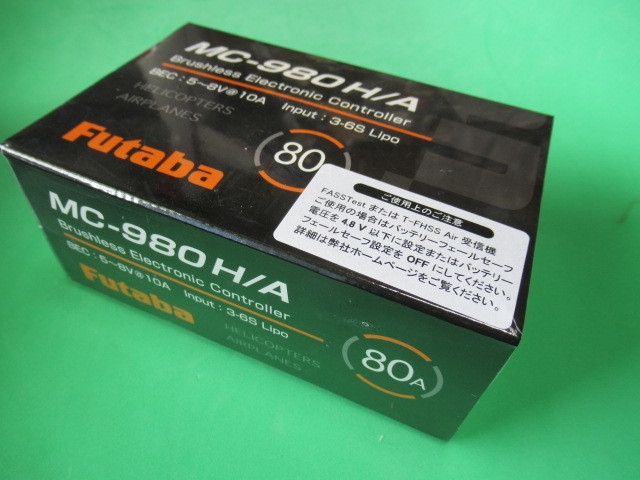 MC-980H/A
Brushless Electronic Controller
BEC : 5~8V@10A Input : 3-6S Lipo
HELICOPTERS
AIRPLANES
Futaba
80
ご使用上のご注意
FASSTest または T-FHSS Air 受信機
ご使用の場合はバッテリーフェールセーフ
電圧を 4.8 V 以下に設定またはバッテリー
フェールセーフ設定を OFF にしてください。
詳細は弊社ホームページをご覧ください。
MC-980H/A
Brushless Electronic Controller
BEC : 5~8V@10A Input : 3-6S Lipo
Futaba
HELICOPTERS
AIRPLANES
80A